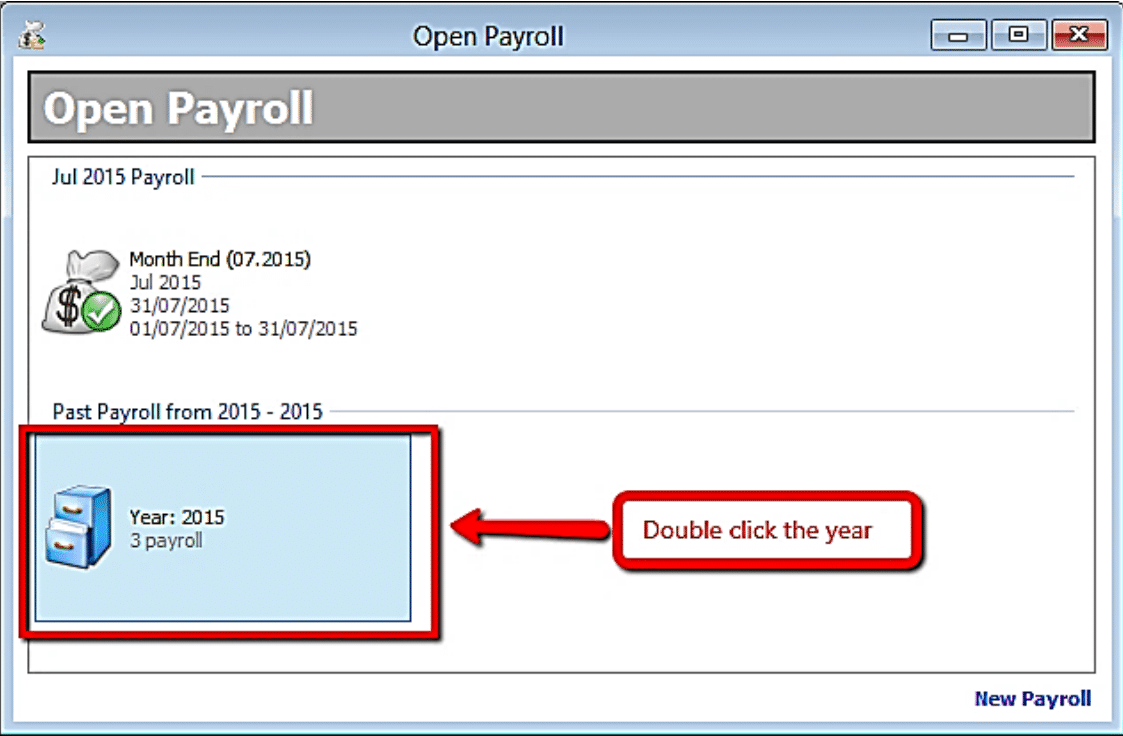 Open Payroll
Open Payroll
Jul 2015 Payroll
Month End (07.2015)
Jul 2015
31/07/2015
01/07/2015 to 31/07/2015
Past Payroll from 2015 - 2015
Year: 2015
3 payroll
Double click the year
New Payroll